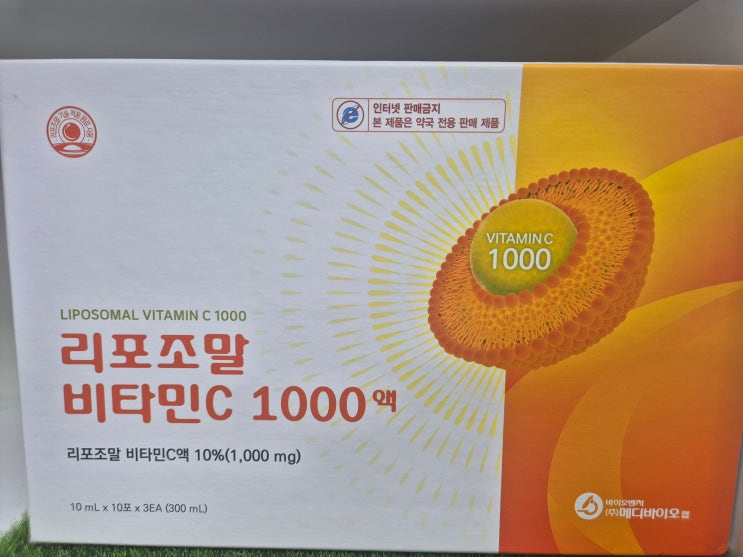 인터넷 판매금지
본 제품은 약국 전용 판매 제품
VITAMIN C
1000
LIPOSOMAL VITAMIN C 1000
리포조말
비타민C 1000액
리포조말 비타민C액 10%(1,000 mg)
10 mL x 10포 x 3EA (300 mL)
바이오벤처
(주)메디바이오랩